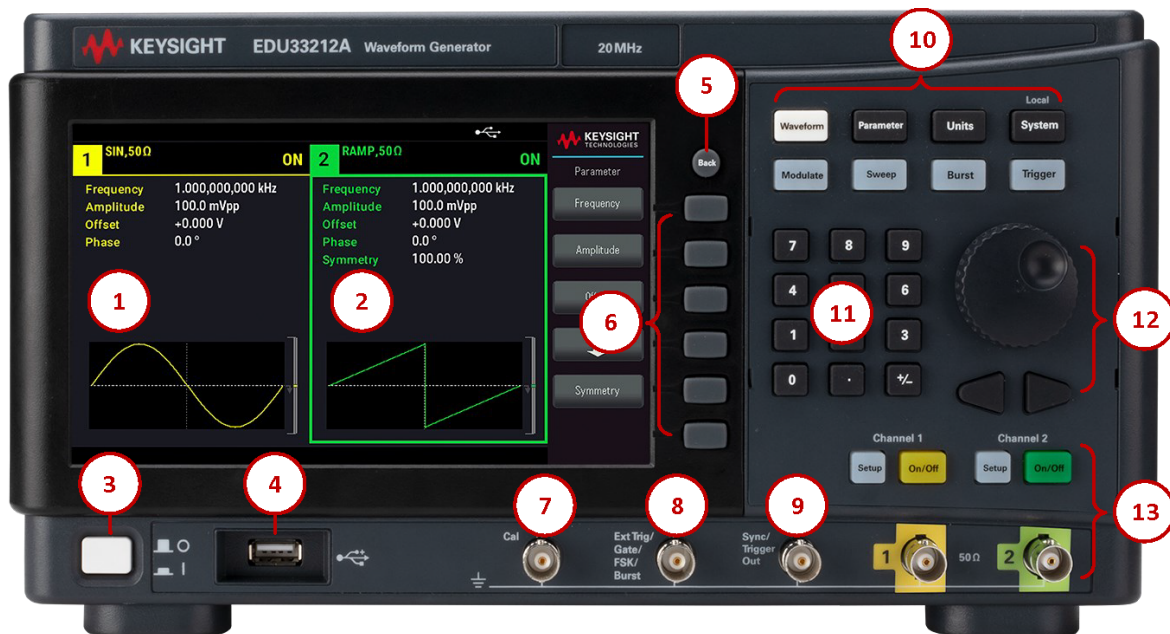 KEYSIGHT EDU33212A Waveform Generator 20 MHz
10
5
Local
Waveform Parameter Units System
Modulate Sweep Burst Trigger
KEYSIGHT
TECHNOLOGIES
Back
1 SIN,50Ω ON
Frequency 1.000,000,000 kHz
Amplitude 100.0 mVpp
Offset +0.000 V
Phase 0.0 °
2 RAMP,50Ω ON
Frequency 1.000,000,000 kHz
Amplitude 100.0 mVpp
Offset +0.000 V
Phase 0.0 °
Symmetry 100.00 %
Parameter
Frequency
Amplitude
Symmetry
1
2
6
7 8 9
4 6
11
1 3
0 . +/−
12
Channel 1
Setup On/Off
Channel 2
Setup On/Off
3
4
7
8
9
13
Cal
Ext Trig/
Gate/
FSK/
Burst
Sync/
Trigger
Out
1 50Ω 2